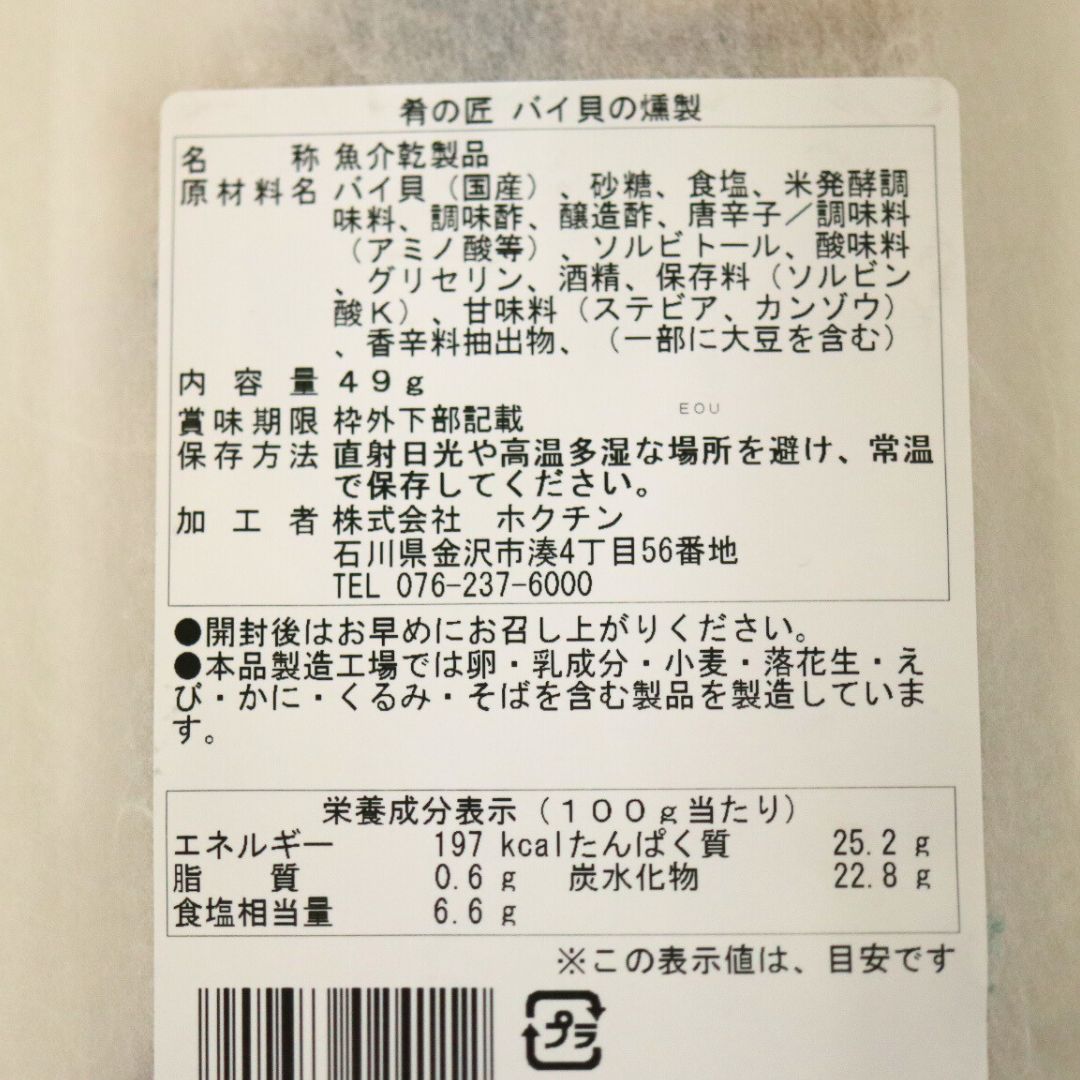 肴の匠 バイ貝の燻製
名称 魚介乾製品
原材料名 バイ貝（国産）、砂糖、食塩、米発酵調
味料、調味酢、醸造酢、唐辛子／調味料
（アミノ酸等）、ソルビトール、酸味料
、グリセリン、酒精、保存料（ソルビン
酸K）、甘味料（ステビア、カンゾウ）
、香辛料抽出物、（一部に大豆を含む）
内容量 49g
EOU
賞味期限 枠外下部記載
保存方法 直射日光や高温多湿な場所を避け、常温
で保存してください。
加工者 株式会社 ホクチン
石川県金沢市湊4丁目56番地
TEL 076-237-6000
●開封後はお早めにお召し上がりください。
●本品製造工場では卵・乳成分・小麦・落花生・え
び・かに・くるみ・そばを含む製品を製造していま
す。
栄養成分表示（100g当たり）
エネルギー 197 kcal たんぱく質 25.2 g
脂質 0.6 g 炭水化物 22.8 g
食塩相当量 6.6 g
※この表示値は、目安です
プラ